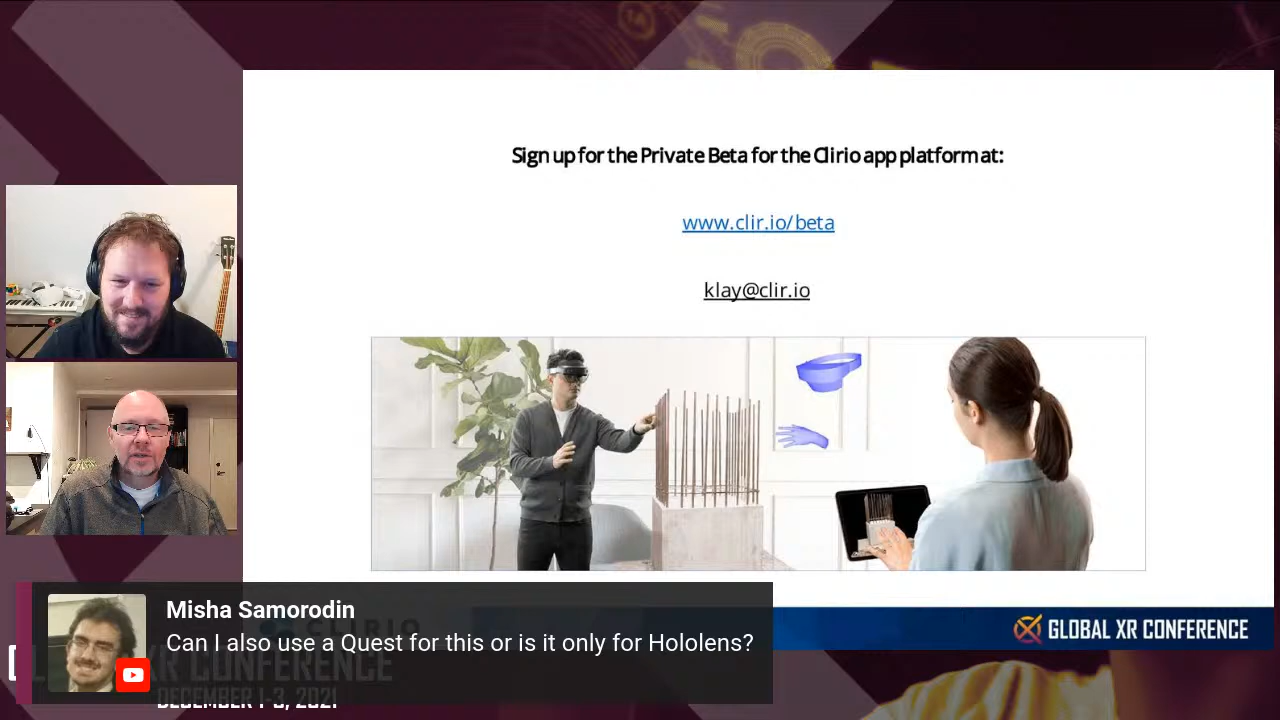 Sign up for the Private Beta for the Clirio app platform at:
www.clir.io/beta
klay@clir.io
Misha Samorodin
Can I also use a Quest for this or is it only for Hololens?
GLOBAL XR CONFERENCE
XR CONFERENCE
DECEMBER 1-3, 2021